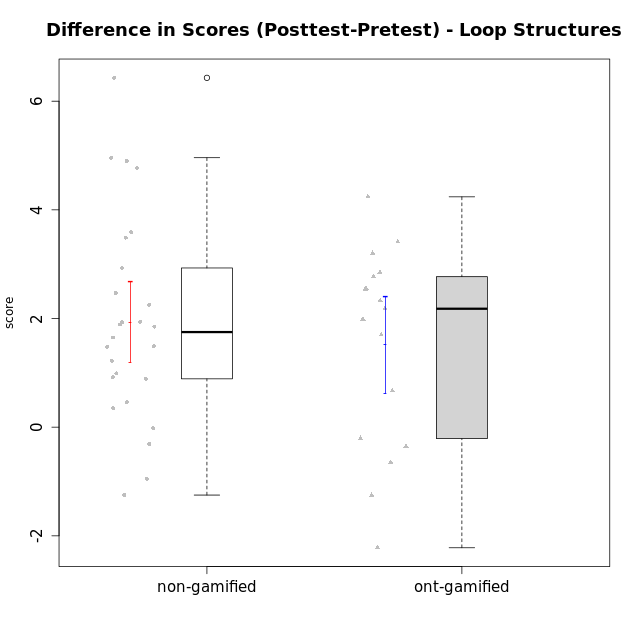 Difference in Scores (Posttest-Pretest) - Loop Structures
6
4
2
0
-2
score
non-gamified
ont-gamified